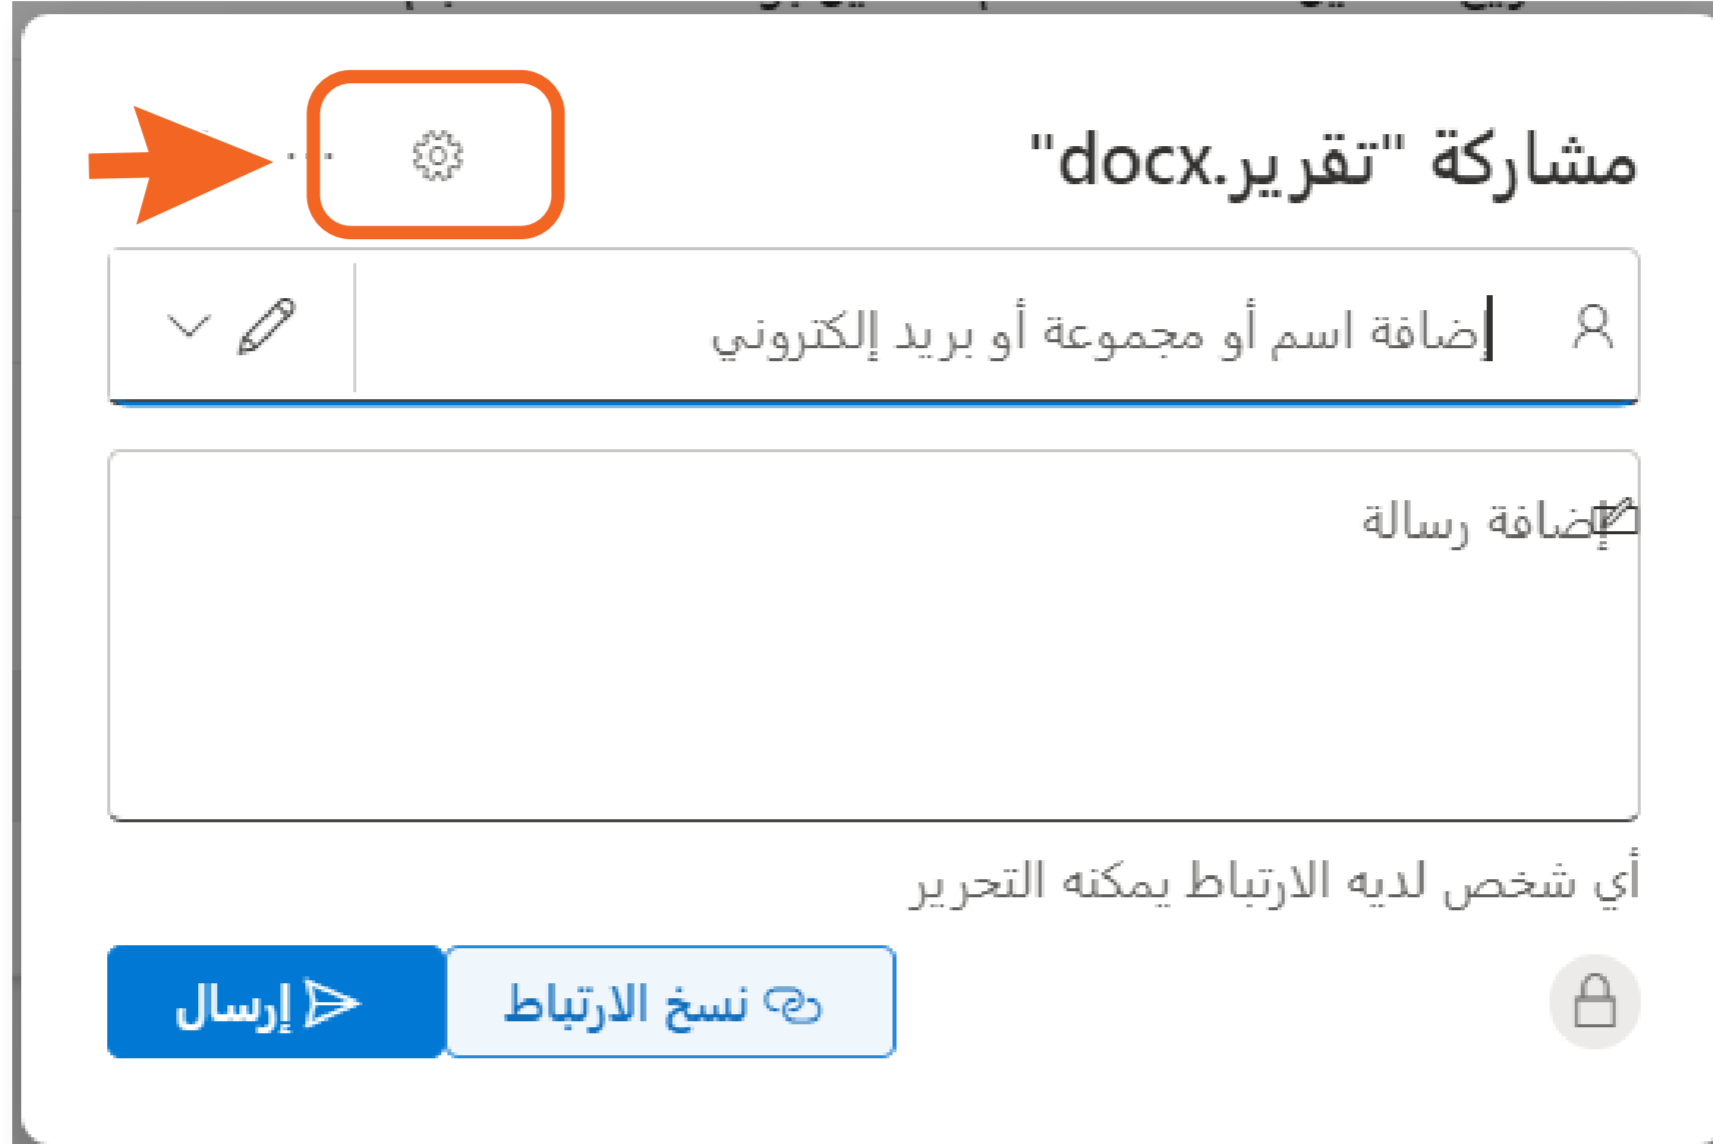 مشاركة "تقرير.docx"
إضافة اسم أو مجموعة أو بريد إلكتروني
إضافة رسالة
أي شخص لديه الارتباط يمكنه التحرير
نسخ الارتباط
إرسال